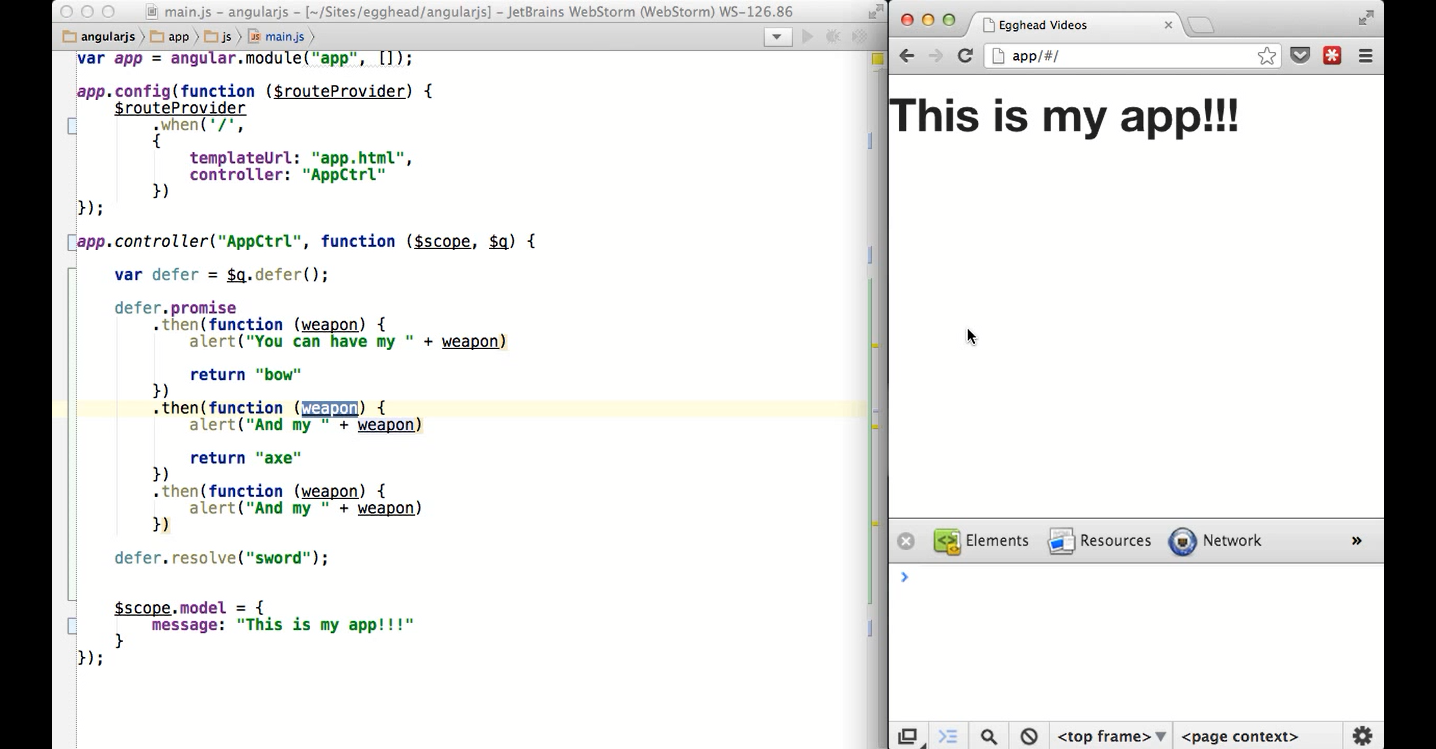 main.js – angularjs – [~/Sites/egghead/angularjs] – JetBrains WebStorm (WebStorm) WS-126.86
angularjs app js main.js
var app = angular.module("app", []);
app.config(function ($routeProvider) {
$routeProvider
.when('/',
{
templateUrl: "app.html",
controller: "AppCtrl"
})
});
app.controller("AppCtrl", function ($scope, $q) {
var defer = $q.defer();
defer.promise
.then(function (weapon) {
alert("You can have my " + weapon)
return "bow"
})
.then(function (weapon) {
alert("And my " + weapon)
return "axe"
})
.then(function (weapon) {
alert("And my " + weapon)
})
defer.resolve("sword");
$scope.model = {
message: "This is my app!!!"
}
});
Egghead Videos
app/#/
This is my app!!!
Elements Resources Network »
<top frame> <page context>